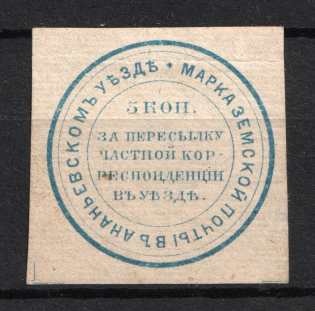 МАРКА ЗЕМСКОЙ ПОЧТЫ ВЪ АНАНЬЕВСКОМЪ УѢЗДѢ *
5 КОП.
ЗА ПЕРЕСЫЛКУ
ЧАСТНОЙ КОР-
РЕСПОНДЕНЦІИ
ВЪ УѢЗДѢ.